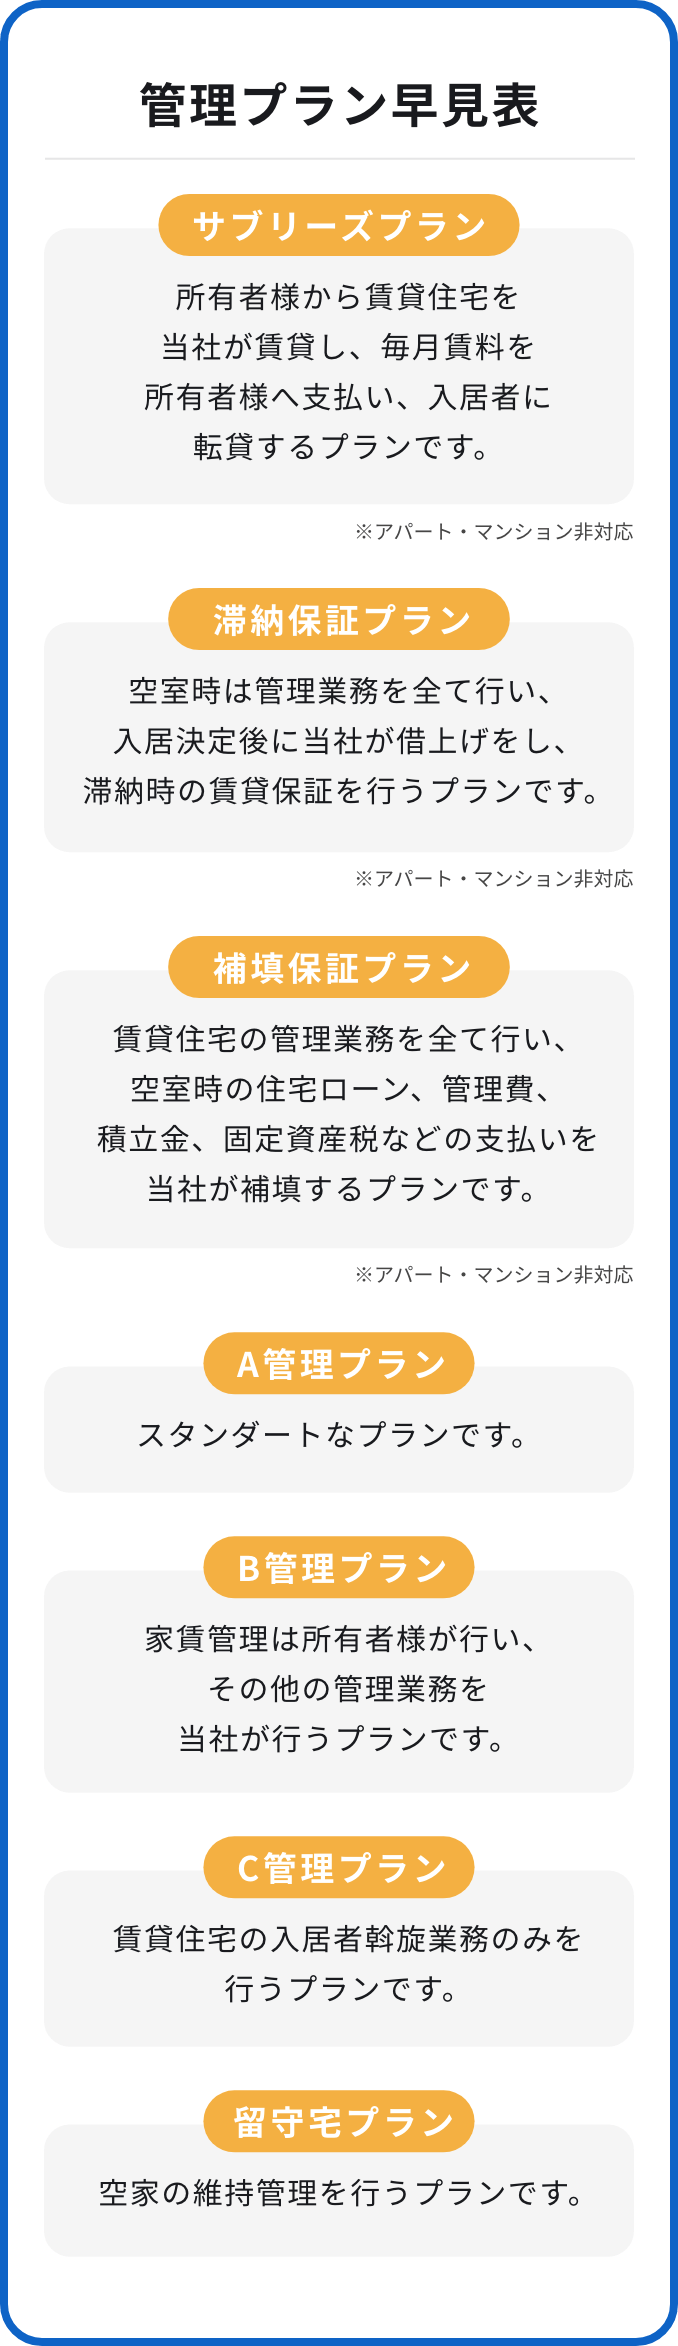 管理プラン早見表
サブリーズプラン
所有者様から賃貸住宅を
当社が賃貸し、毎月賃料を
所有者様へ支払い、入居者に
転貸するプランです。
※アパート・マンション非対応
滞納保証プラン
空室時は管理業務を全て行い、
入居決定後に当社が借上げをし、
滞納時の賃貸保証を行うプランです。
※アパート・マンション非対応
補填保証プラン
賃貸住宅の管理業務を全て行い、
空室時の住宅ローン、管理費、
積立金、固定資産税などの支払いを
当社が補填するプランです。
※アパート・マンション非対応
A管理プラン
スタンダートなプランです。
B管理プラン
家賃管理は所有者様が行い、
その他の管理業務を
当社が行うプランです。
C管理プラン
賃貸住宅の入居者斡旋業務のみを
行うプランです。
留守宅プラン
空家の維持管理を行うプランです。